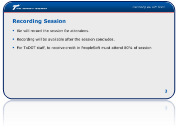 Recording Session
• We will record the session for attendees.
• Recording will be available after the session concludes.
• For TxDOT staff, to receive credit in PeopleSoft must attend 80% of session.
3